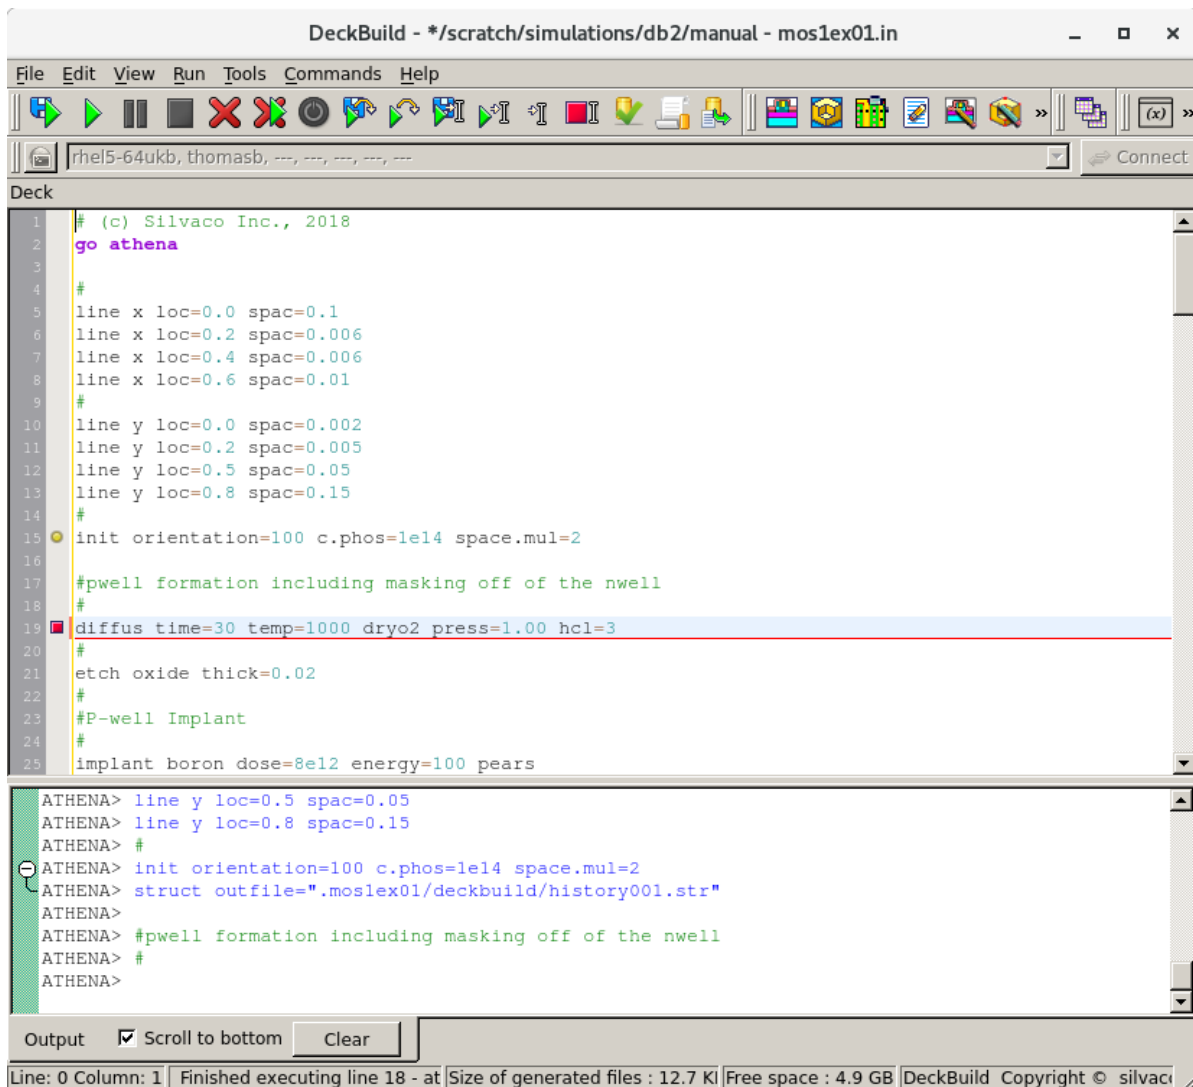 DeckBuild - */scratch/simulations/db2/manual - mos1ex01.in
File Edit View Run Tools Commands Help
(x)
rhel5-64ukb, thomasb, ---, ---, ---, ---
Connect
Deck
1 # (c) Silvaco Inc., 2018
2 go athena
3
4 #
5 line x loc=0.0 spac=0.1
6 line x loc=0.2 spac=0.006
7 line x loc=0.4 spac=0.006
8 line x loc=0.6 spac=0.01
9 #
10 line y loc=0.0 spac=0.002
11 line y loc=0.2 spac=0.005
12 line y loc=0.5 spac=0.05
13 line y loc=0.8 spac=0.15
14 #
15 init orientation=100 c.phos=1e14 space.mul=2
16
17 #pwell formation including masking off of the nwell
18 #
19 diffus time=30 temp=1000 dryo2 press=1.00 hcl=3
20 #
21 etch oxide thick=0.02
22 #
23 #P-well Implant
24 #
25 implant boron dose=8e12 energy=100 pears
ATHENA> line y loc=0.5 spac=0.05
ATHENA> line y loc=0.8 spac=0.15
ATHENA> #
ATHENA> init orientation=100 c.phos=1e14 space.mul=2
ATHENA> struct outfile=".mos1ex01/deckbuild/history001.str"
ATHENA>
ATHENA> #pwell formation including masking off of the nwell
ATHENA> #
ATHENA>
Output Scroll to bottom Clear
Line: 0 Column: 1 Finished executing line 18 - at Size of generated files : 12.7 KI Free space : 4.9 GB DeckBuild Copyright © silvac